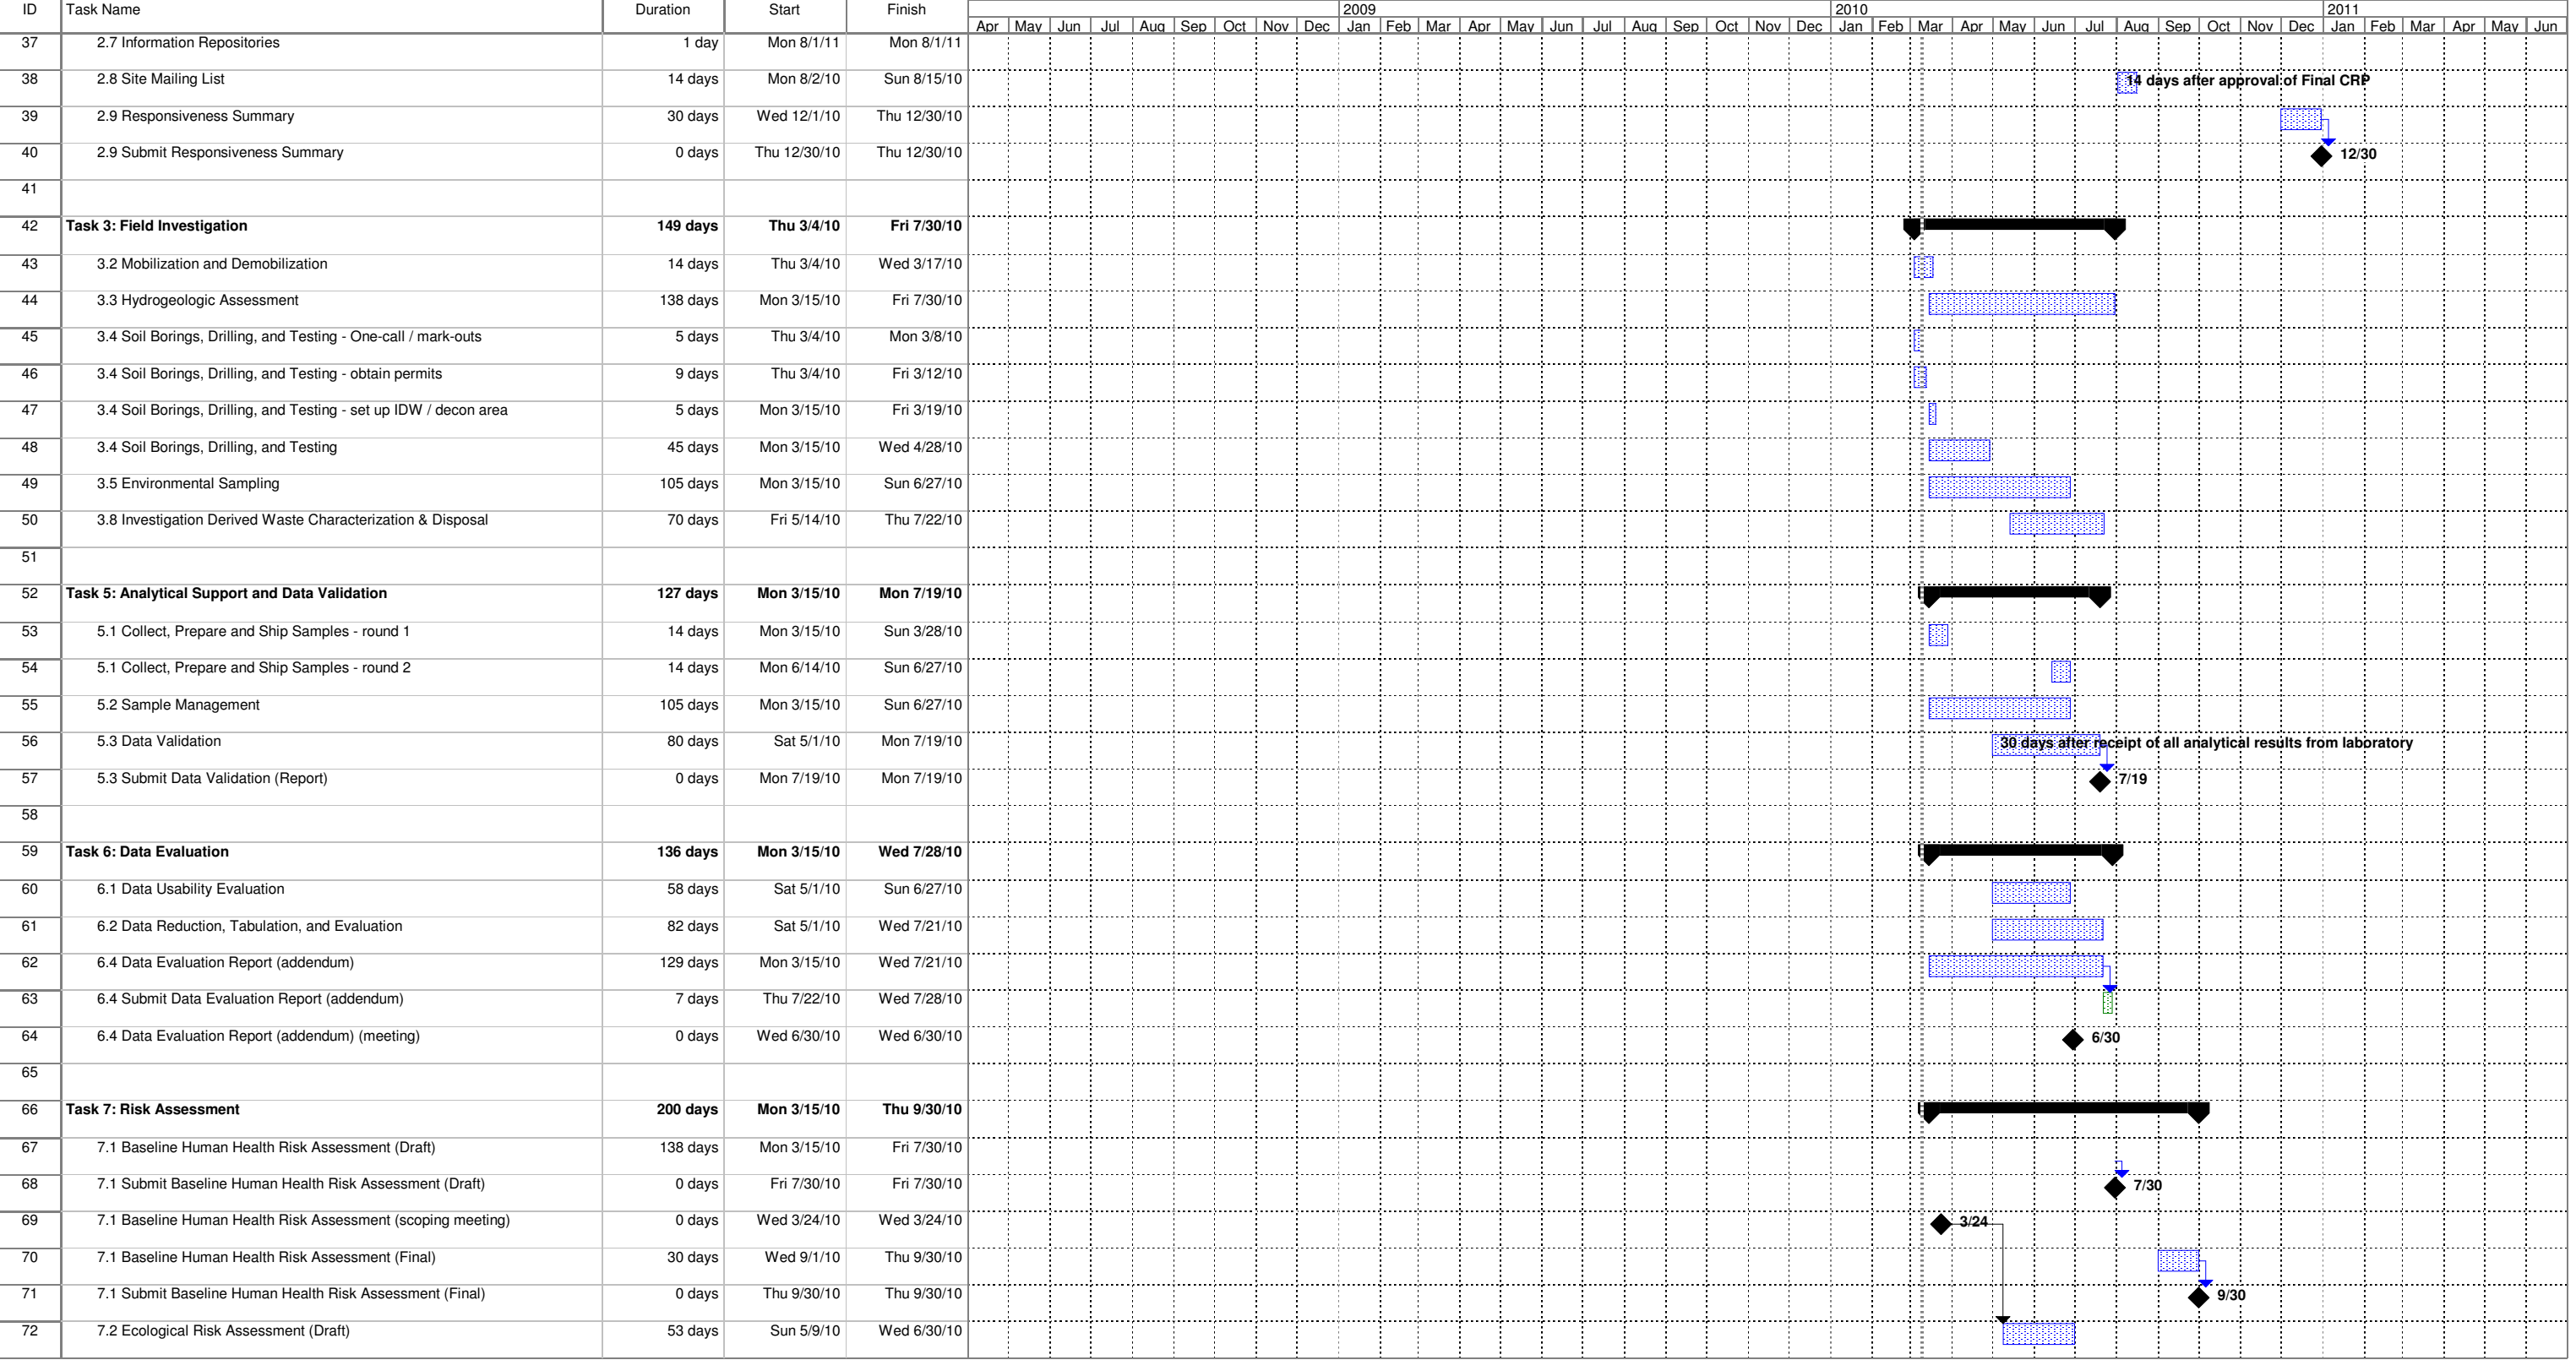 ID Task Name Duration Start Finish 2009 2010 2011
Apr May Jun Jul Aug Sep Oct Nov Dec Jan Feb Mar Apr May Jun Jul Aug Sep Oct Nov Dec Jan Feb Mar Apr May Jun Jul Aug Sep Oct Nov Dec Jan Feb Mar Apr May Jun
37 2.7 Information Repositories 1 day Mon 8/1/11 Mon 8/1/11
38 2.8 Site Mailing List 14 days Mon 8/2/10 Sun 8/15/10 14 days after approval of Final CRP
39 2.9 Responsiveness Summary 30 days Wed 12/1/10 Thu 12/30/10
40 2.9 Submit Responsiveness Summary 0 days Thu 12/30/10 Thu 12/30/10 12/30
41
42 Task 3: Field Investigation 149 days Thu 3/4/10 Fri 7/30/10
43 3.2 Mobilization and Demobilization 14 days Thu 3/4/10 Wed 3/17/10
44 3.3 Hydrogeologic Assessment 138 days Mon 3/15/10 Fri 7/30/10
45 3.4 Soil Borings, Drilling, and Testing - One-call / mark-outs 5 days Thu 3/4/10 Mon 3/8/10
46 3.4 Soil Borings, Drilling, and Testing - obtain permits 9 days Thu 3/4/10 Fri 3/12/10
47 3.4 Soil Borings, Drilling, and Testing - set up IDW / decon area 5 days Mon 3/15/10 Fri 3/19/10
48 3.4 Soil Borings, Drilling, and Testing 45 days Mon 3/15/10 Wed 4/28/10
49 3.5 Environmental Sampling 105 days Mon 3/15/10 Sun 6/27/10
50 3.8 Investigation Derived Waste Characterization & Disposal 70 days Fri 5/14/10 Thu 7/22/10
51
52 Task 5: Analytical Support and Data Validation 127 days Mon 3/15/10 Mon 7/19/10
53 5.1 Collect, Prepare and Ship Samples - round 1 14 days Mon 3/15/10 Sun 3/28/10
54 5.1 Collect, Prepare and Ship Samples - round 2 14 days Mon 6/14/10 Sun 6/27/10
55 5.2 Sample Management 105 days Mon 3/15/10 Sun 6/27/10
56 5.3 Data Validation 80 days Sat 5/1/10 Mon 7/19/10 30 days after receipt of all analytical results from laboratory
57 5.3 Submit Data Validation (Report) 0 days Mon 7/19/10 Mon 7/19/10 7/19
58
59 Task 6: Data Evaluation 136 days Mon 3/15/10 Wed 7/28/10
60 6.1 Data Usability Evaluation 58 days Sat 5/1/10 Sun 6/27/10
61 6.2 Data Reduction, Tabulation, and Evaluation 82 days Sat 5/1/10 Wed 7/21/10
62 6.4 Data Evaluation Report (addendum) 129 days Mon 3/15/10 Wed 7/21/10
63 6.4 Submit Data Evaluation Report (addendum) 7 days Thu 7/22/10 Wed 7/28/10
64 6.4 Data Evaluation Report (addendum) (meeting) 0 days Wed 6/30/10 Wed 6/30/10 6/30
65
66 Task 7: Risk Assessment 200 days Mon 3/15/10 Thu 9/30/10
67 7.1 Baseline Human Health Risk Assessment (Draft) 138 days Mon 3/15/10 Fri 7/30/10
68 7.1 Submit Baseline Human Health Risk Assessment (Draft) 0 days Fri 7/30/10 Fri 7/30/10 7/30
69 7.1 Baseline Human Health Risk Assessment (scoping meeting) 0 days Wed 3/24/10 Wed 3/24/10 3/24
70 7.1 Baseline Human Health Risk Assessment (Final) 30 days Wed 9/1/10 Thu 9/30/10
71 7.1 Submit Baseline Human Health Risk Assessment (Final) 0 days Thu 9/30/10 Thu 9/30/10 9/30
72 7.2 Ecological Risk Assessment (Draft) 53 days Sun 5/9/10 Wed 6/30/10